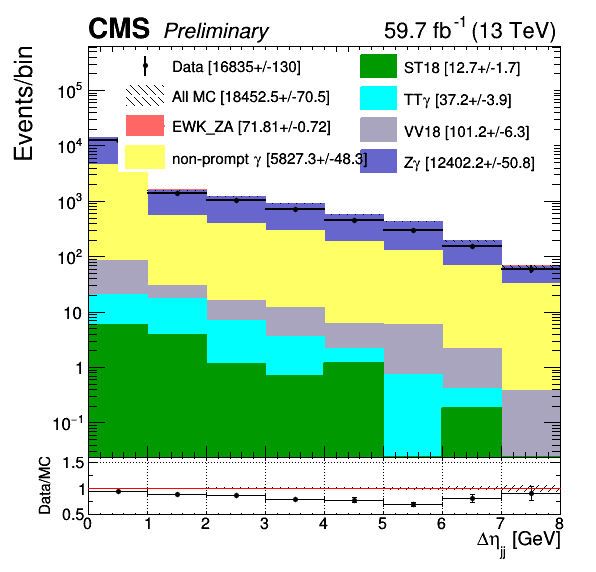 CMS Preliminary 59.7 fb⁻¹ (13 TeV)
Events/bin
Data [16835+/-130]
All MC [18452.5+/-70.5]
EWK_ZA [71.81+/-0.72]
non-prompt γ [5827.3+/-48.3]
ST18 [12.7+/-1.7]
TTγ [37.2+/-3.9]
VV18 [101.2+/-6.3]
Zγ [12402.2+/-50.8]
10⁵
10⁴
10³
10²
10
1
10⁻¹
Data/MC
1.5
1
0.5
0 1 2 3 4 5 6 7 8
Δηjj [GeV]